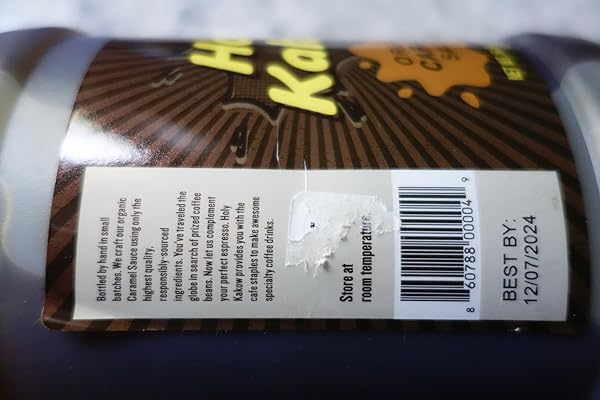 Bottled by hand in small
batches. We craft our organic
Caramel Sauce using only the
highest quality,
responsibly-sourced
ingredients. You've traveled the
globe in search of prized coffee
beans. Now let us complement
your perfect espresso. Holy
Kakow provides you with the
cafe staples to make awesome
specialty coffee drinks.
Store at
room temperature.
8 60788 00004 9
BEST BY:
12/07/2024